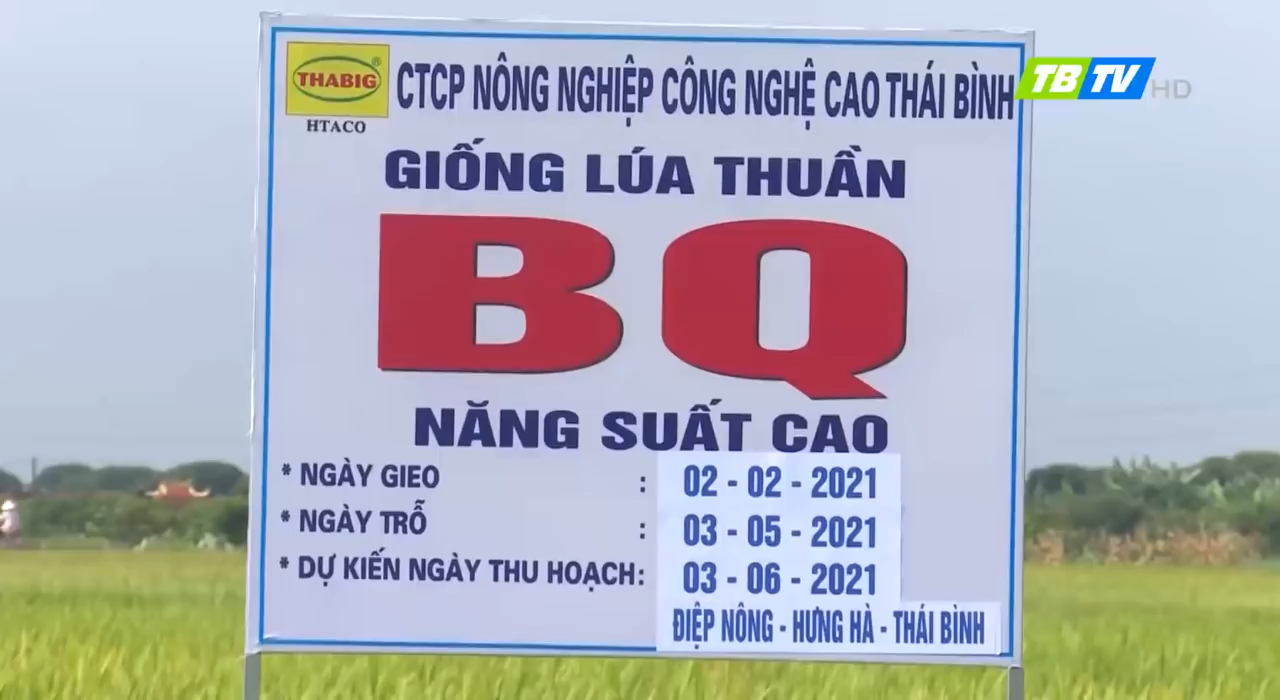 THABIG®
HTACO
CTCP NÔNG NGHIỆP CÔNG NGHỆ CAO THÁI BÌNH
TBTV HD
GIỐNG LÚA THUẦN
BQ
NĂNG SUẤT CAO
* NGÀY GIEO : 02 - 02 - 2021
* NGÀY TRỖ : 03 - 05 - 2021
* DỰ KIẾN NGÀY THU HOẠCH: 03 - 06 - 2021
ĐIỆP NÔNG - HƯNG HÀ - THÁI BÌNH